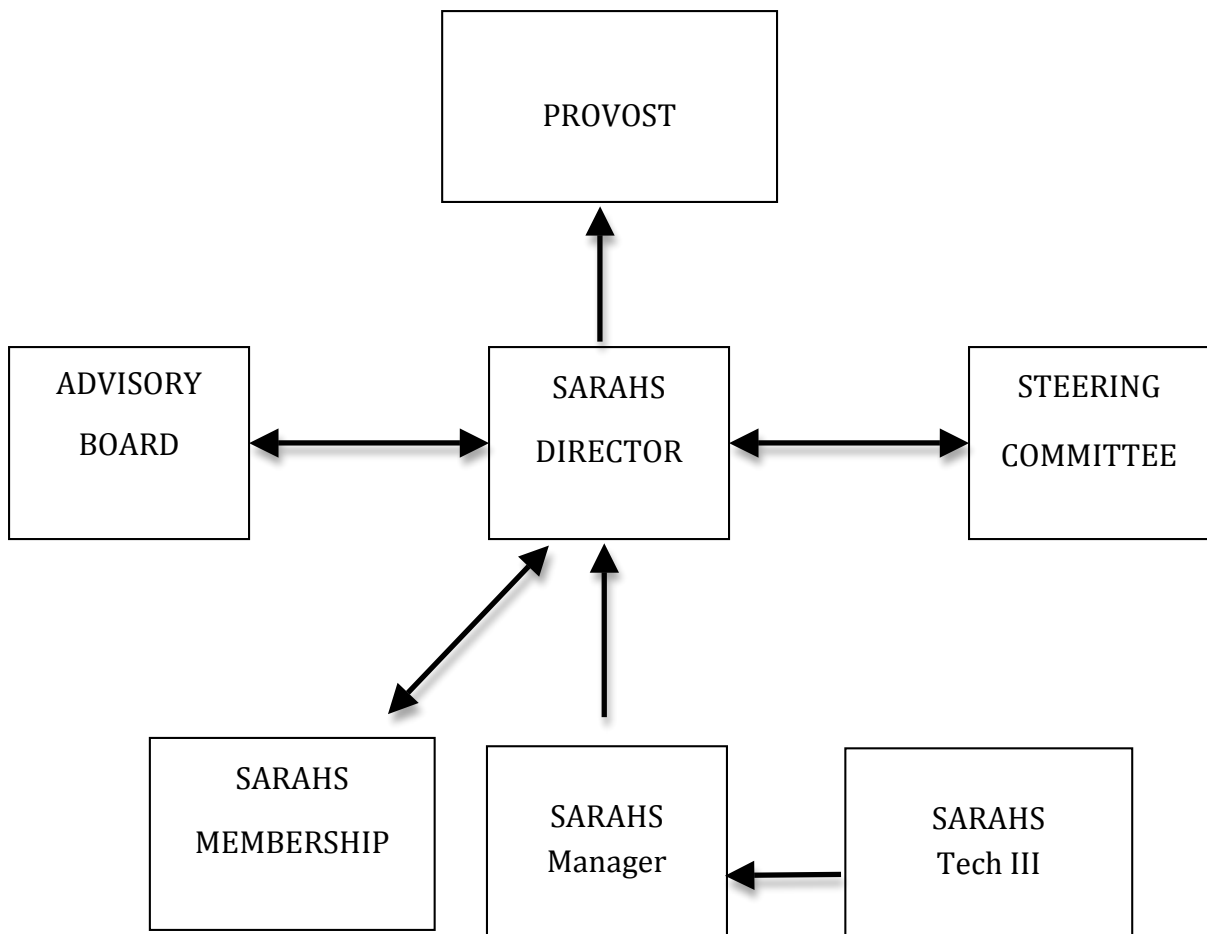 PROVOST
ADVISORY
BOARD
SARAHS
DIRECTOR
STEERING
COMMITTEE
SARAHS
MEMBERSHIP
SARAHS
Manager
SARAHS
Tech III